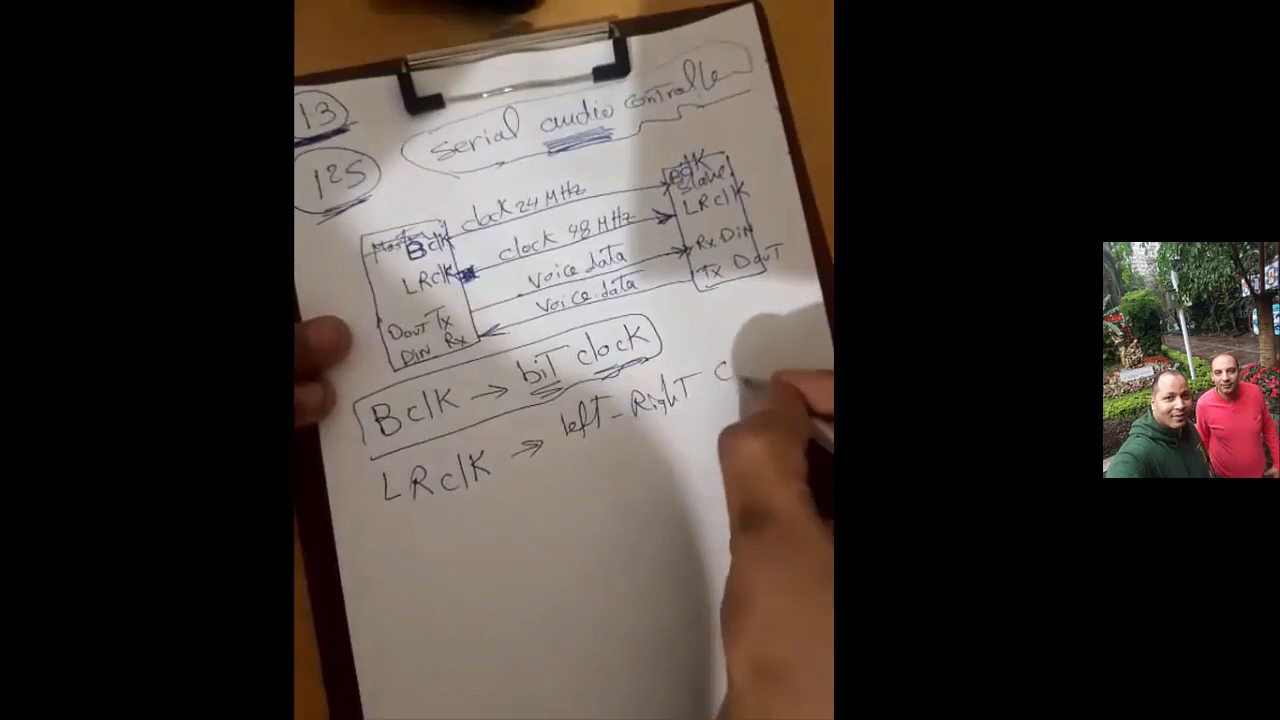 13
I2S
serial audio controlle
clock 24 MHz
Bclk
Slave
LRclk
Bclk
clock 48 MHz
LRclk
voice data
Rx Din
voice data
Tx Dout
Dout Tx
Din Rx
Bclk → bit clock
LRclk → left - Right C